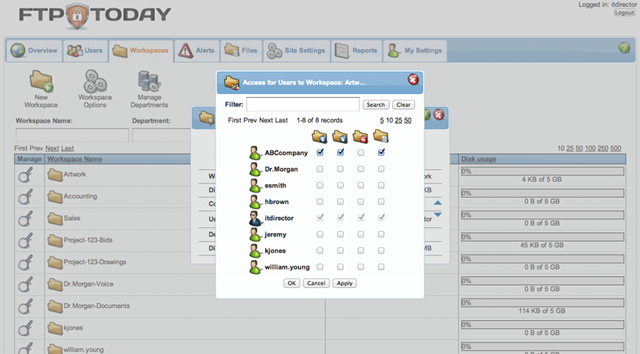 FTP TODAY
Logged in: itdirector
Logout
Overview
Users
Workspaces
Alerts
Files
Site Settings
Reports
My Settings
New Workspace
Workspace Options
Manage Departments
Workspace Name:
Department:
First Prev Next Last
10 25 50 100 250 500
Manage
Workspace Name
Disk usage
Artwork
0%
4 KB of 5 GB
Accounting
0%
0 B of 5 GB
Sales
0%
0 B of 5 GB
Project-123-Bids
0%
45 KB of 5 GB
Project-123-Drawings
0%
0 B of 5 GB
Dr.Morgan-Voice
0%
0 B of 5 GB
Dr.Morgan-Documents
0%
114 KB of 5 GB
kjones
0%
0 B of 5 GB
william.young
0%
Access for Users to Workspace: Artw...
Filter:
Search
Clear
First Prev Next Last
1-8 of 8 records
5 10 25 50
ABCcompany
Dr.Morgan
esmith
hbrown
itdirector
jeremy
kjones
william.young
OK
Cancel
Apply